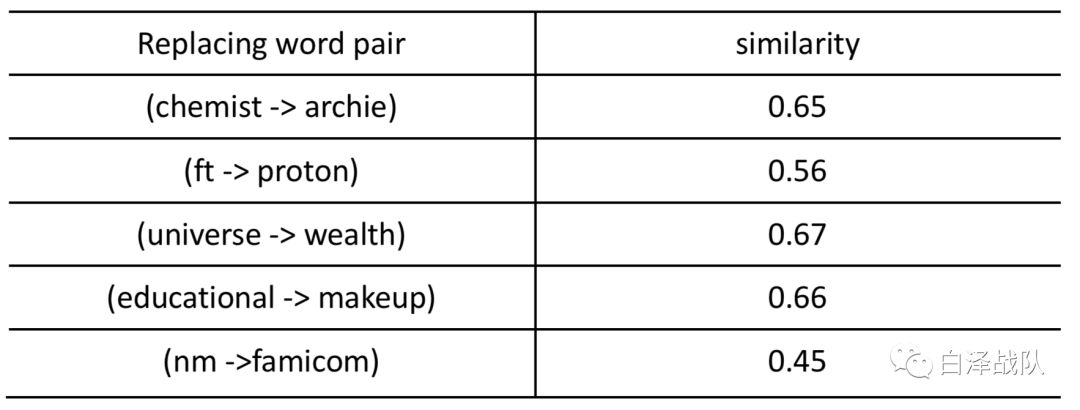 Replacing word pair similarity
(chemist -> archie) 0.65
(ft -> proton) 0.56
(universe -> wealth) 0.67
(educational -> makeup) 0.66
(nm ->famicom) 0.45
白泽战队